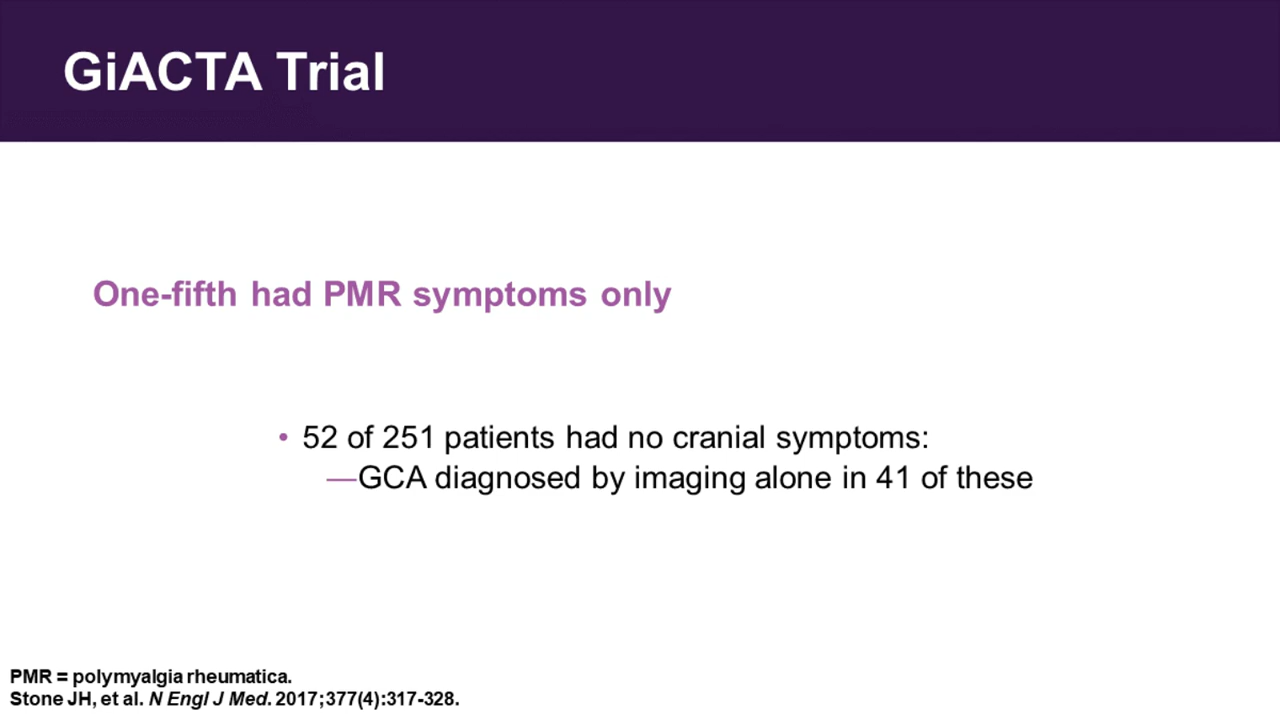 GiACTA Trial
One-fifth had PMR symptoms only
• 52 of 251 patients had no cranial symptoms:
—GCA diagnosed by imaging alone in 41 of these
PMR = polymyalgia rheumatica.
Stone JH, et al. N Engl J Med. 2017;377(4):317-328.